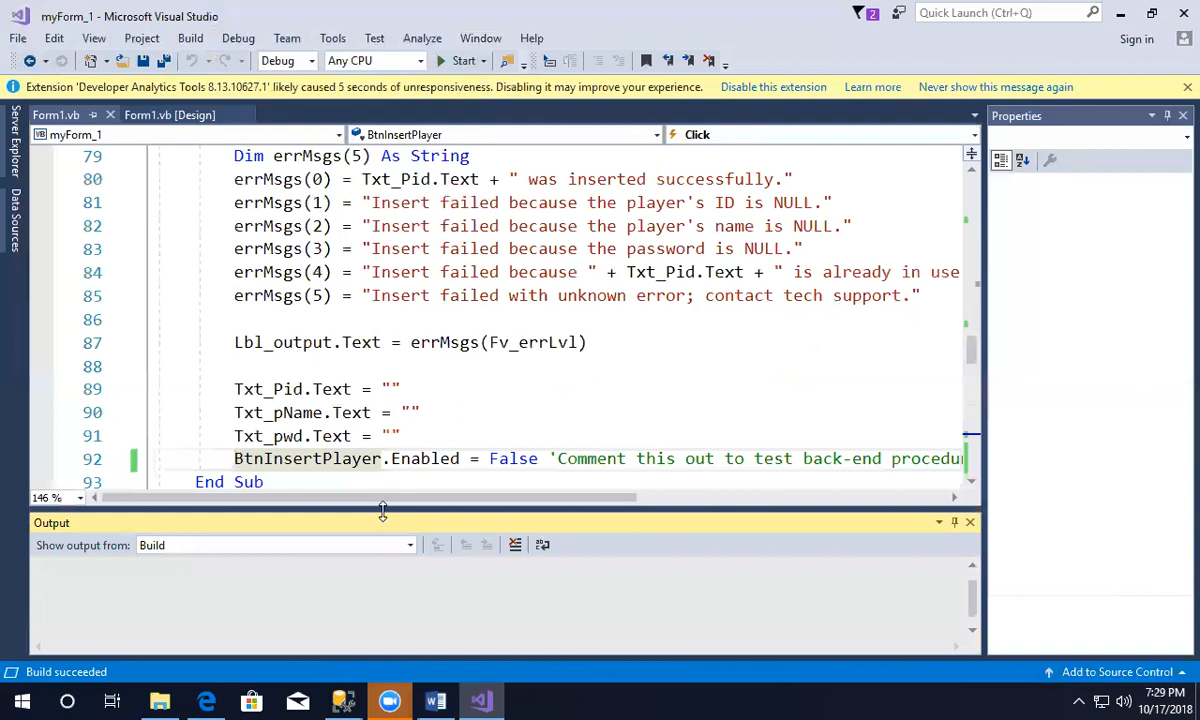 myForm_1 - Microsoft Visual Studio
2
Quick Launch (Ctrl+Q)
File Edit View Project Build Debug Team Tools Test Analyze Window Help
Sign in
Debug Any CPU Start
Extension 'Developer Analytics Tools 8.13.10627.1' likely caused 5 seconds of unresponsiveness. Disabling it may improve your experience. Disable this extension Learn more Never show this message again
Server Explorer
Data Sources
Form1.vb Form1.vb [Design]
Properties
myForm_1 BtnInsertPlayer Click
79 Dim errMsgs(5) As String
80 errMsgs(0) = Txt_Pid.Text + " was inserted successfully."
81 errMsgs(1) = "Insert failed because the player's ID is NULL."
82 errMsgs(2) = "Insert failed because the player's name is NULL."
83 errMsgs(3) = "Insert failed because the password is NULL."
84 errMsgs(4) = "Insert failed because " + Txt_Pid.Text + " is already in use
85 errMsgs(5) = "Insert failed with unknown error; contact tech support."
86
87 Lbl_output.Text = errMsgs(Fv_errLvl)
88
89 Txt_Pid.Text = ""
90 Txt_pName.Text = ""
91 Txt_pwd.Text = ""
92 BtnInsertPlayer.Enabled = False 'Comment this out to test back-end procedu
93 End Sub
146 %
Output
Show output from: Build
Build succeeded
Add to Source Control
7:29 PM
10/17/2018